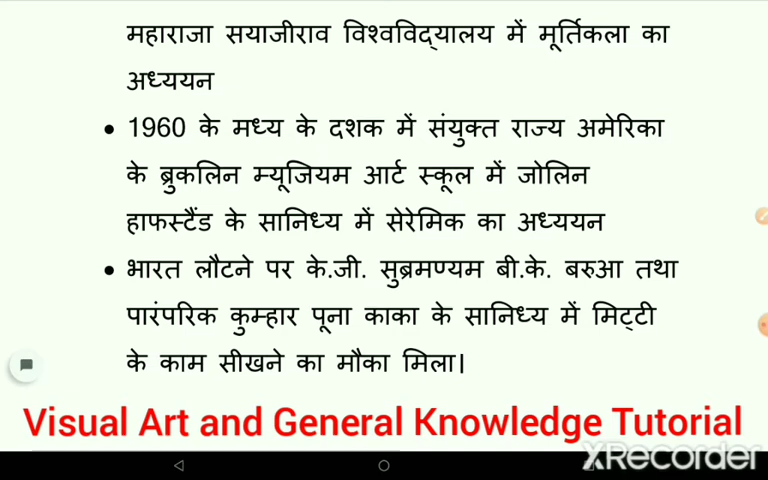 महाराजा सयाजीराव विश्वविद्यालय में मूर्तिकला का
अध्ययन
• 1960 के मध्य के दशक में संयुक्त राज्य अमेरिका
के ब्रुकलिन म्यूजियम आर्ट स्कूल में जोलिन
हाफस्टैंड के सानिध्य में सेरेमिक का अध्ययन
• भारत लौटने पर के.जी. सुब्रमण्यम बी.के. बरुआ तथा
पारंपरिक कुम्हार पूना काका के सानिध्य में मिट्टी
के काम सीखने का मौका मिला।
Visual Art and General Knowledge Tutorial
XRecorder